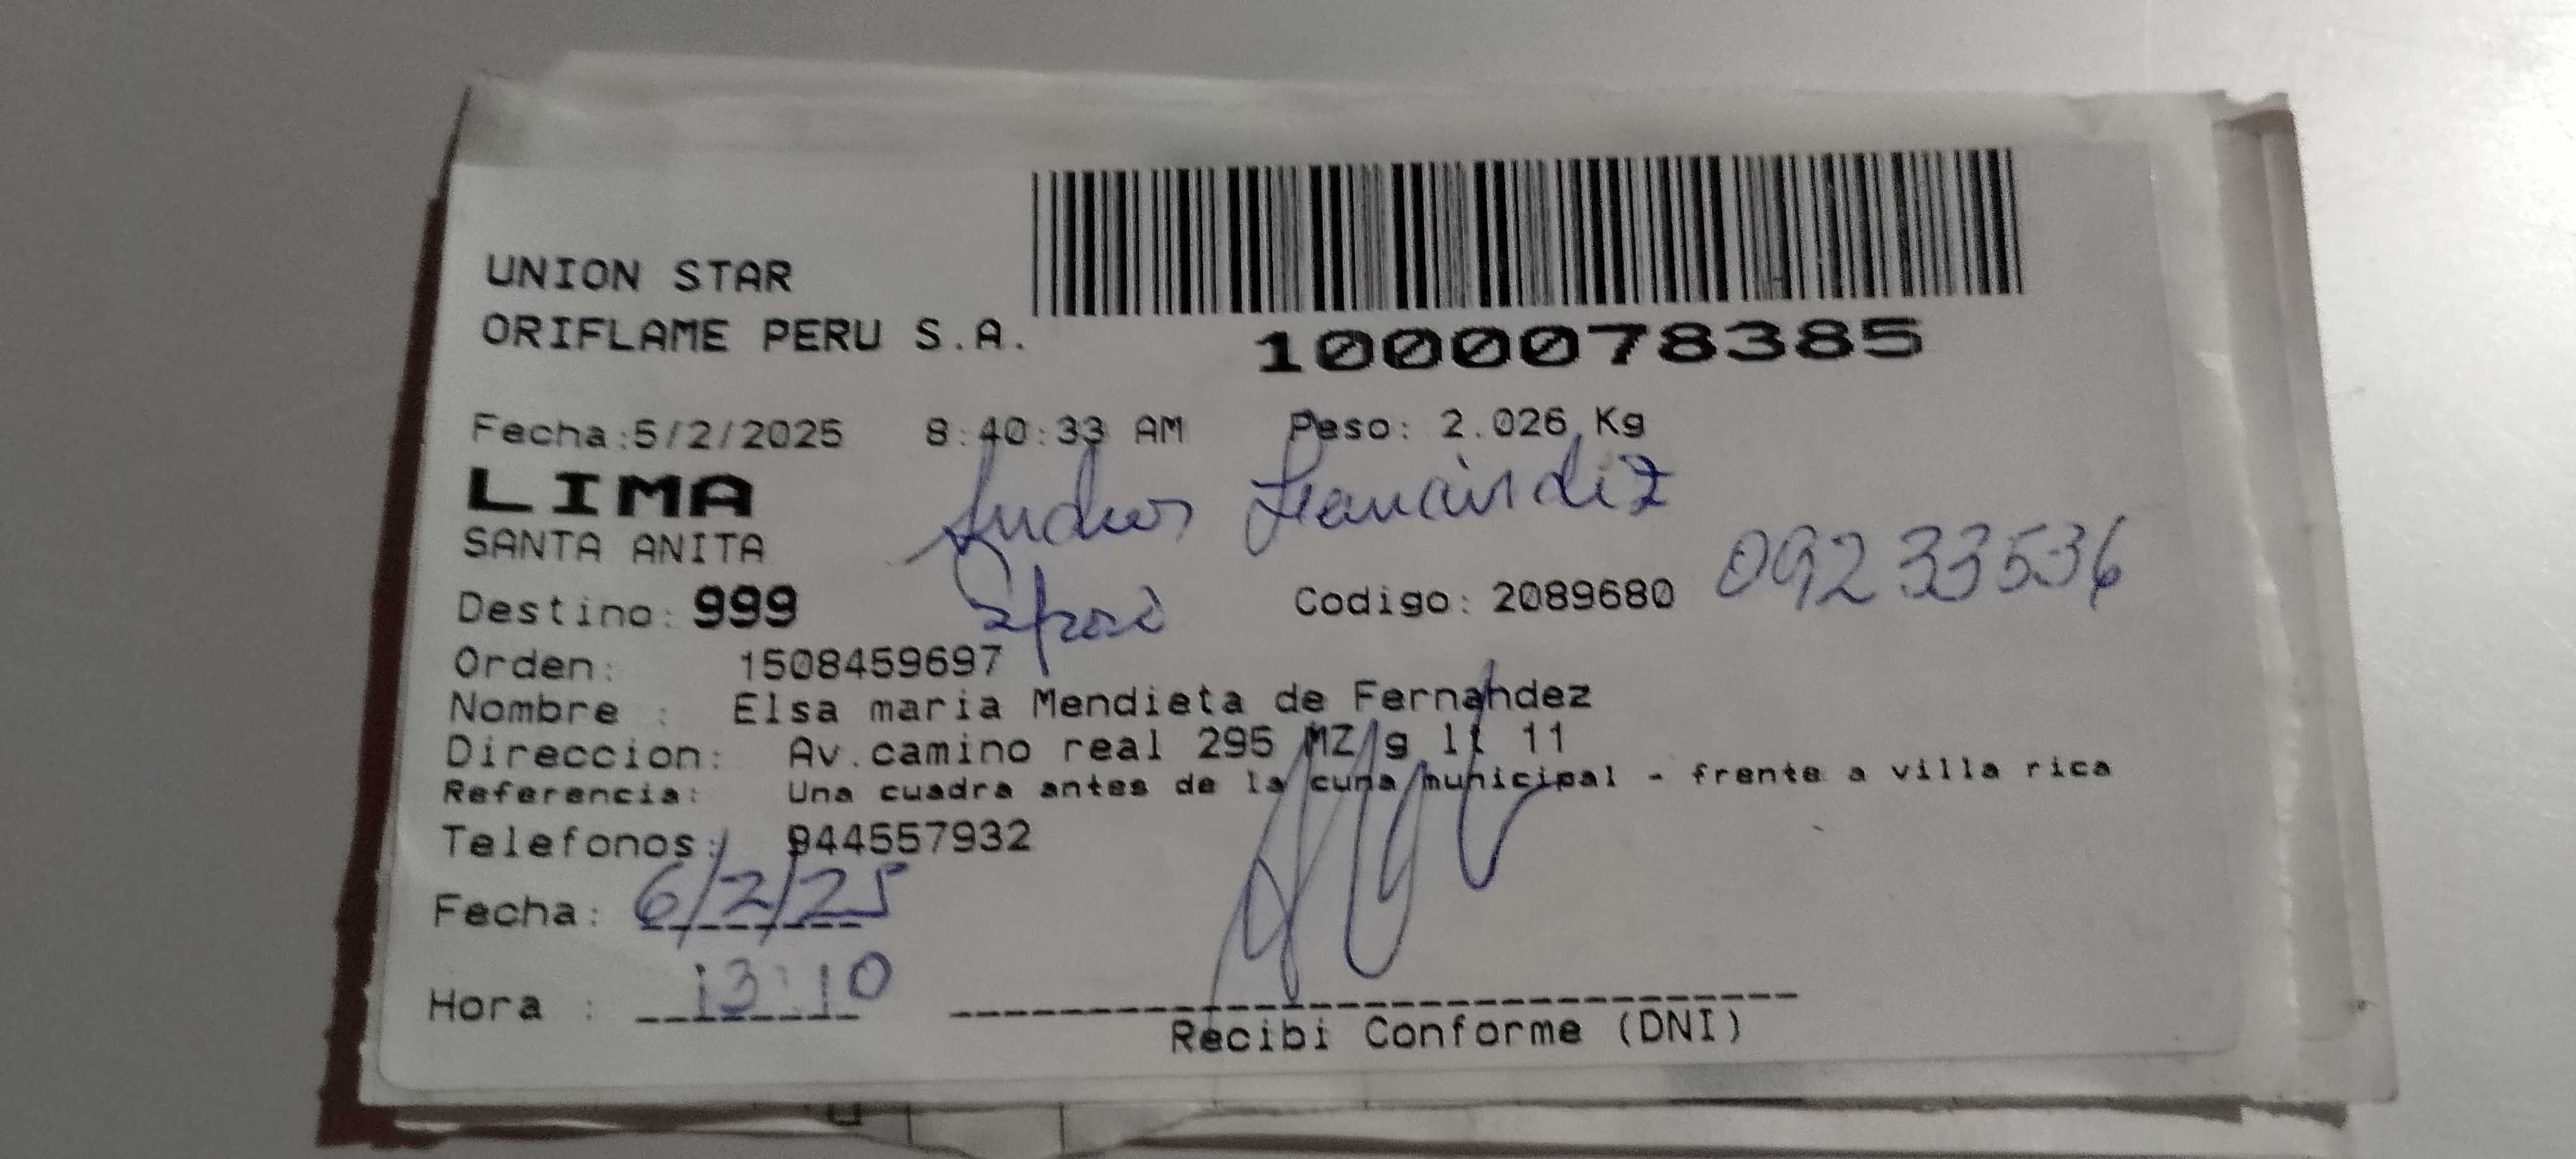 UNION STAR
ORIFLAME PERU S.A.
1000078385
Fecha:5/2/2025 8:40:33 AM Peso: 2.026 Kg
LIMA
SANTA ANITA
09233536
Destino: 999 Codigo: 2089680
Orden: 1508459697
Nombre : Elsa maria Mendieta de Fernandez
Direccion: Av.camino real 295 MZ g lt 11
Referencia: Una cuadra antes de la cuna municipal - frente a villa rica
Telefonos: 944557932
Fecha: 6/2/25
Hora : 13:10
Recibi Conforme (DNI)